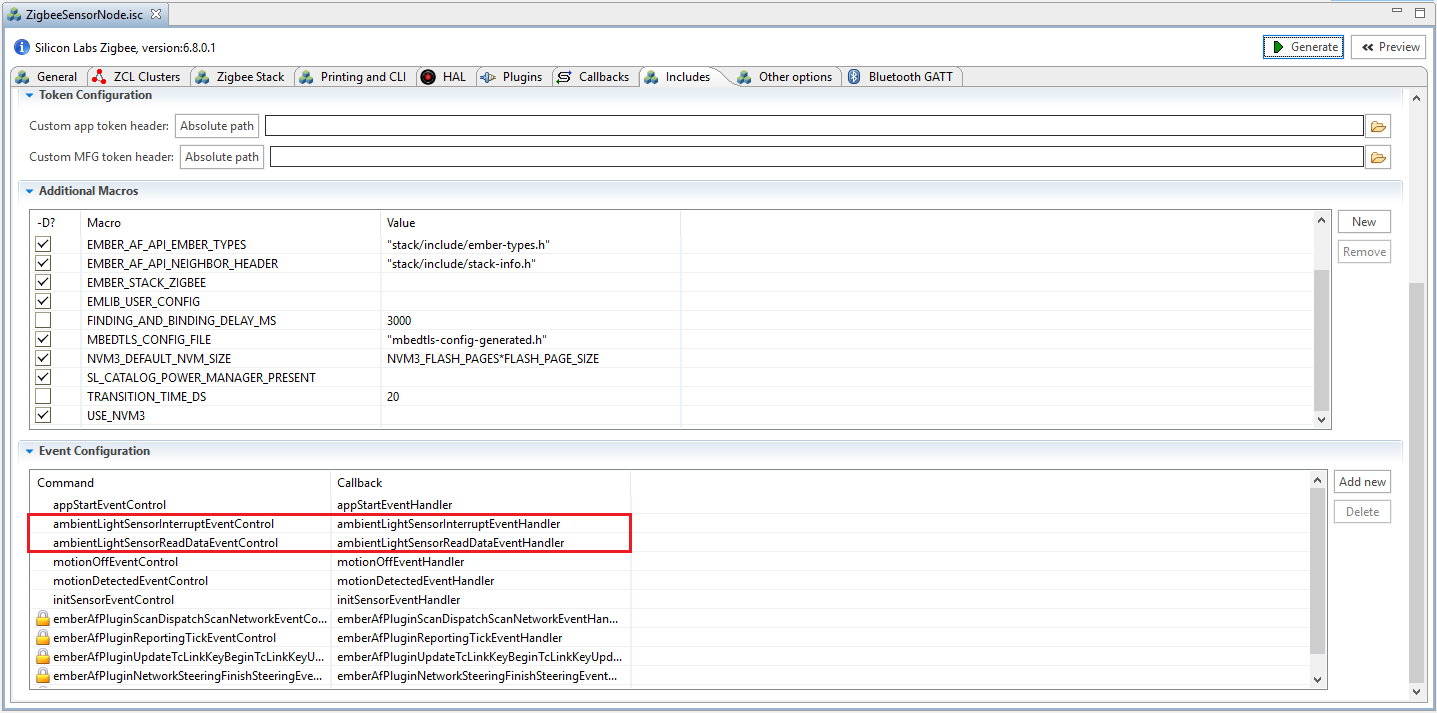 ZigbeeSensorNode.isc
Silicon Labs Zigbee, version:6.8.0.1
Generate
Preview
General ZCL Clusters Zigbee Stack Printing and CLI HAL Plugins Callbacks Includes Other options Bluetooth GATT
Token Configuration
Custom app token header: Absolute path
Custom MFG token header: Absolute path
Additional Macros
-D? Macro Value
New
EMBER_AF_API_EMBER_TYPES "stack/include/ember-types.h"
Remove
EMBER_AF_API_NEIGHBOR_HEADER "stack/include/stack-info.h"
EMBER_STACK_ZIGBEE
EMLIB_USER_CONFIG
FINDING_AND_BINDING_DELAY_MS 3000
MBEDTLS_CONFIG_FILE "mbedtls-config-generated.h"
NVM3_DEFAULT_NVM_SIZE NVM3_FLASH_PAGES*FLASH_PAGE_SIZE
SL_CATALOG_POWER_MANAGER_PRESENT
TRANSITION_TIME_DS 20
USE_NVM3
Event Configuration
Command Callback
Add new
appStartEventControl appStartEventHandler
Delete
ambientLightSensorInterruptEventControl ambientLightSensorInterruptEventHandler
ambientLightSensorReadDataEventControl ambientLightSensorReadDataEventHandler
motionOffEventControl motionOffEventHandler
motionDetectedEventControl motionDetectedEventHandler
initSensorEventControl initSensorEventHandler
emberAfPluginScanDispatchScanNetworkEventCo... emberAfPluginScanDispatchScanNetworkEventHan...
emberAfPluginReportingTickEventControl emberAfPluginReportingTickEventHandler
emberAfPluginUpdateTcLinkKeyBeginTcLinkKeyU... emberAfPluginUpdateTcLinkKeyBeginTcLinkKeyUpd...
emberAfPluginNetworkSteeringFinishSteeringEve... emberAfPluginNetworkSteeringFinishSteeringEvent...